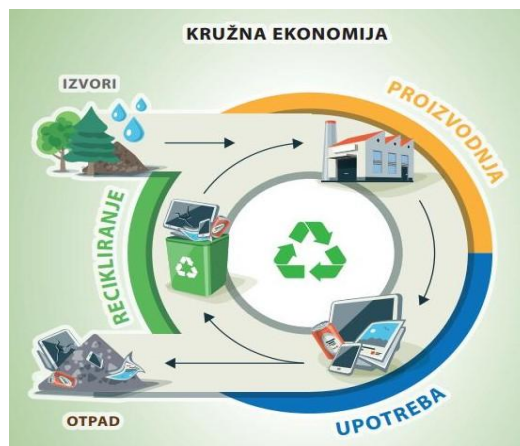 KRUŽNA EKONOMIJA
IZVORI
PROIZVODNJA
RECIKLIRANJE
OTPAD
UPOTREBA